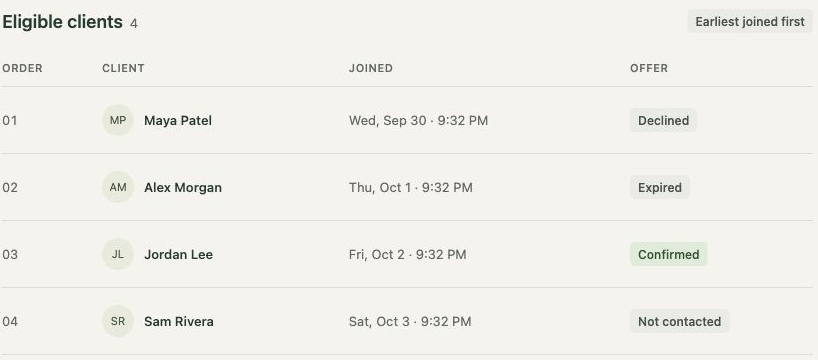 Eligible clients 4 Earliest joined first
ORDER CLIENT JOINED OFFER
01 MP Maya Patel Wed, Sep 30 · 9:32 PM Declined
02 AM Alex Morgan Thu, Oct 1 · 9:32 PM Expired
03 JL Jordan Lee Fri, Oct 2 · 9:32 PM Confirmed
04 SR Sam Rivera Sat, Oct 3 · 9:32 PM Not contacted